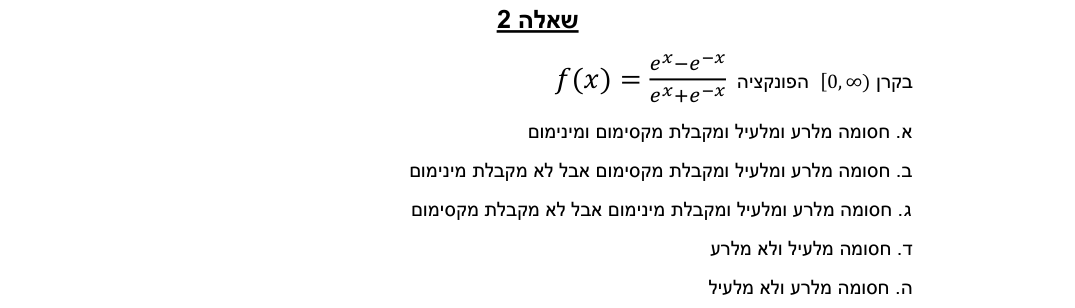 שאלה 2
בקרן [0, ∞) הפונקציה f(x) = \frac{e^x - e^{-x}}{e^x + e^{-x}}
א. חסומה מלרע ומלעיל ומקבלת מקסימום ומינימום
ב. חסומה מלרע ומלעיל ומקבלת מקסימום אבל לא מקבלת מינימום
ג. חסומה מלרע ומלעיל ומקבלת מינימום אבל לא מקבלת מקסימום
ד. חסומה מלעיל ולא מלרע
ה. חסומה מלרע ולא מלעיל